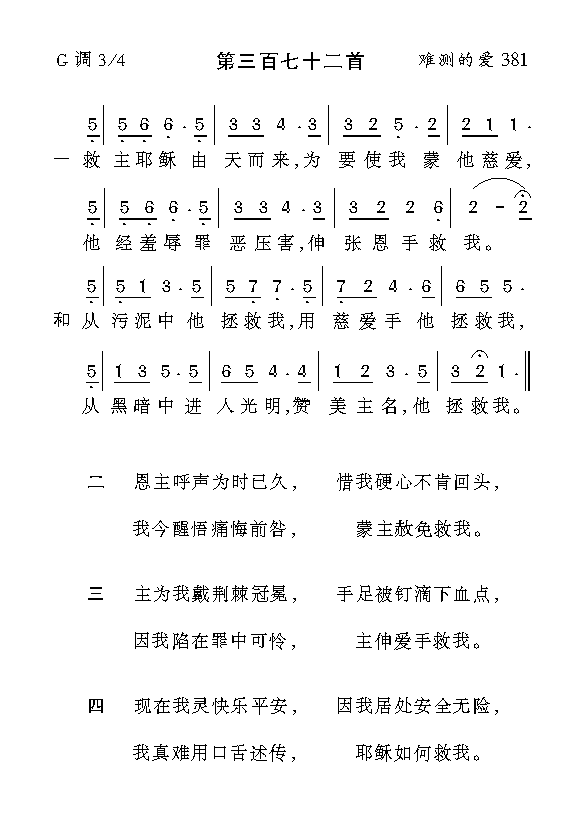 G 调 3/4 第三百七十二首 难测的爱 381
5 | 5 6 6 · 5 | 3 3 4 · 3 | 3 2 5 · 2 | 2 1 1 ·
一 救 主耶稣 由 天而来,为 要使我 蒙 他慈爱,
5 | 5 6 6 · 5 | 3 3 3 · 3 | 3 2 2 6 | 2 - 2
他 经羞辱 罪 恶压害,伸 张恩手救 我。
5 | 5 1 3 · 5 | 5 7 7 · 5 | 7 2 4 · 6 | 6 5 5 ·
和 从 污泥中 他 拯救我,用 慈爱手 他 拯救我,
5 | 1 3 5 · 5 | 6 5 4 · 4 | 1 2 3 · 5 | 3 2 1 · ‖
从 黑暗中 进 入光明,赞 美主名,他 拯救我。
二 恩主呼声为时已久, 惜我硬心不肯回头,
我今醒悟痛悔前咎, 蒙主赦免救我。
三 主为我戴荆棘冠冕, 手足被钉滴下血点,
因我陷在罪中可怜, 主伸爱手救我。
四 现在我灵快乐平安, 因我居处安全无险,
我真难用口舌述传, 耶稣如何救我。